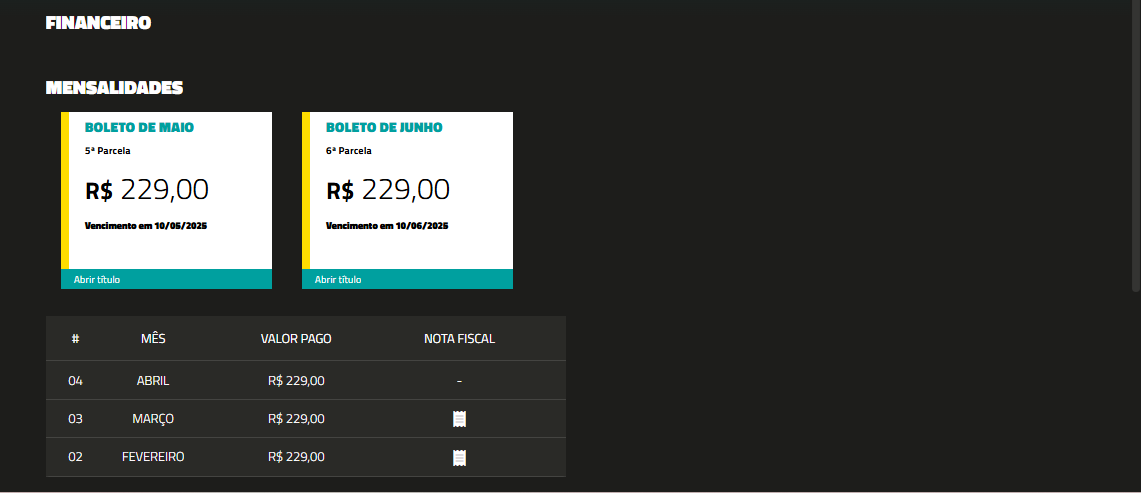 FINANCEIRO
MENSALIDADES
BOLETO DE MAIO
5ª Parcela
R$ 229,00
Vencimento em 10/05/2025
Abrir título
BOLETO DE JUNHO
6ª Parcela
R$ 229,00
Vencimento em 10/06/2025
Abrir título
# MÊS VALOR PAGO NOTA FISCAL
04 ABRIL R$ 229,00 -
03 MARÇO R$ 229,00
02 FEVEREIRO R$ 229,00